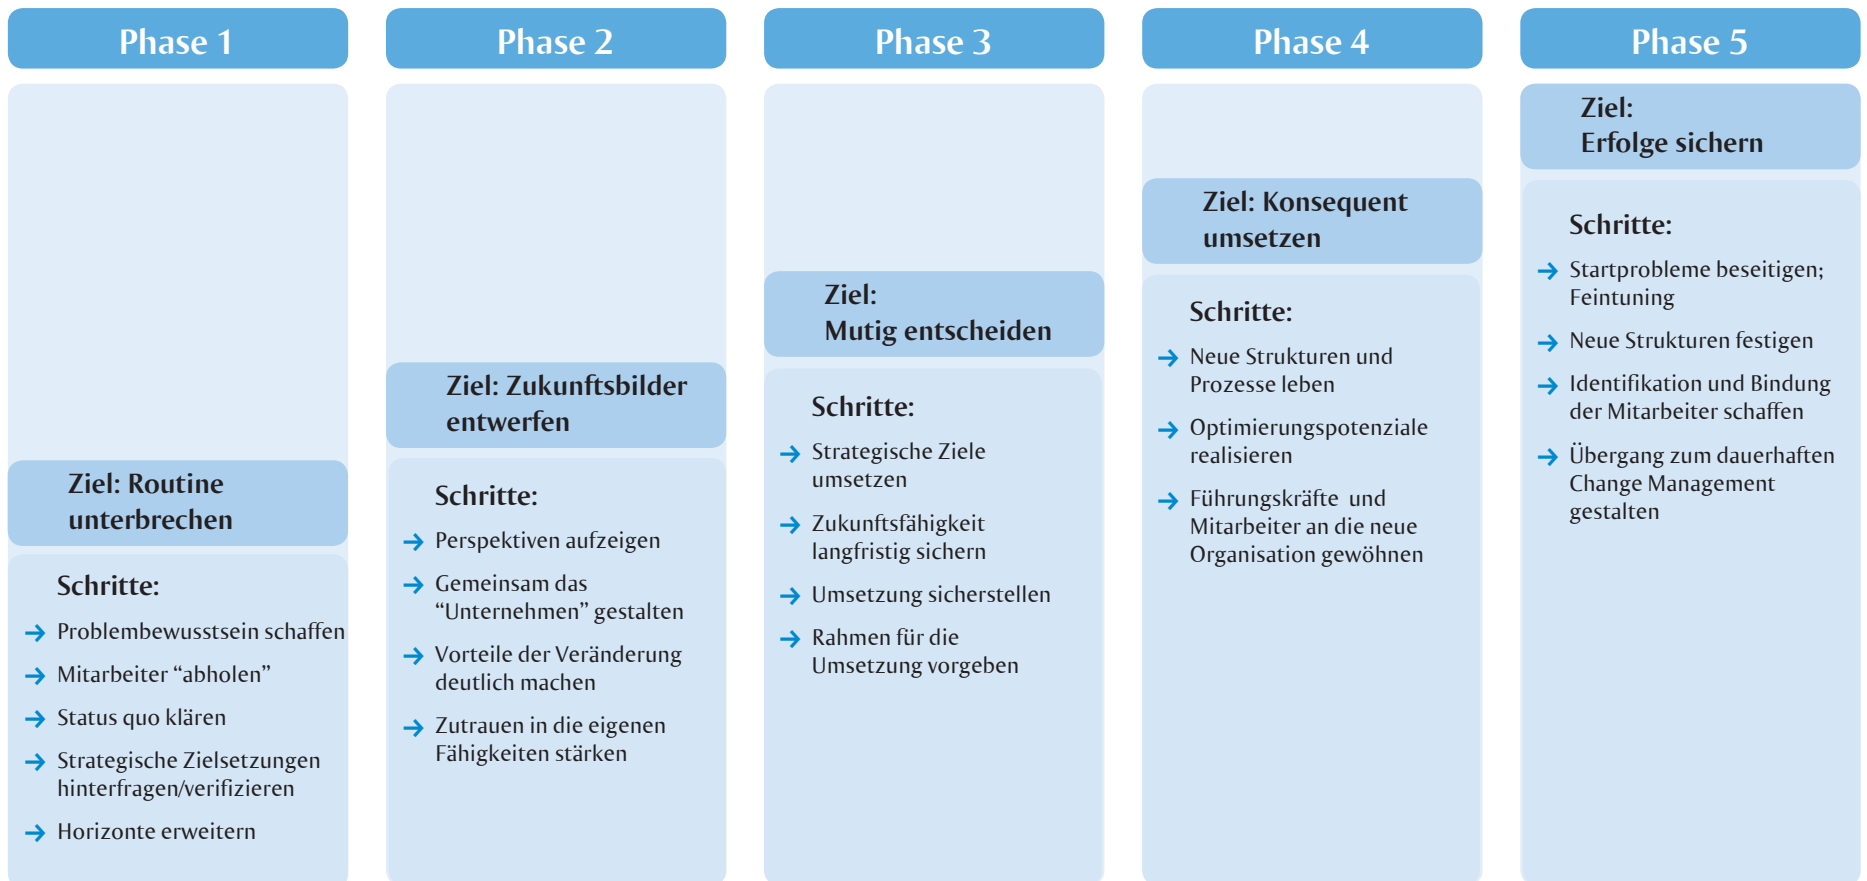 Phase 1
Ziel: Routine
unterbrechen
Schritte:
Problembewusstsein schaffen
Mitarbeiter “abholen”
Status quo klären
Strategische Zielsetzungen
hinterfragen/verifizieren
Horizonte erweitern
Phase 2
Ziel: Zukunftsbilder
entwerfen
Schritte:
Perspektiven aufzeigen
Gemeinsam das
“Unternehmen” gestalten
Vorteile der Veränderung
deutlich machen
Zutrauen in die eigenen
Fähigkeiten stärken
Phase 3
Ziel:
Mutig entscheiden
Schritte:
Strategische Ziele
umsetzen
Zukunftsfähigkeit
langfristig sichern
Umsetzung sicherstellen
Rahmen für die
Umsetzung vorgeben
Phase 4
Ziel: Konsequent
umsetzen
Schritte:
Neue Strukturen und
Prozesse leben
Optimierungspotenziale
realisieren
Führungskräfte und
Mitarbeiter an die neue
Organisation gewöhnen
Phase 5
Ziel:
Erfolge sichern
Schritte:
Startprobleme beseitigen;
Feintuning
Neue Strukturen festigen
Identifikation und Bindung
der Mitarbeiter schaffen
Übergang zum dauerhaften
Change Management
gestalten